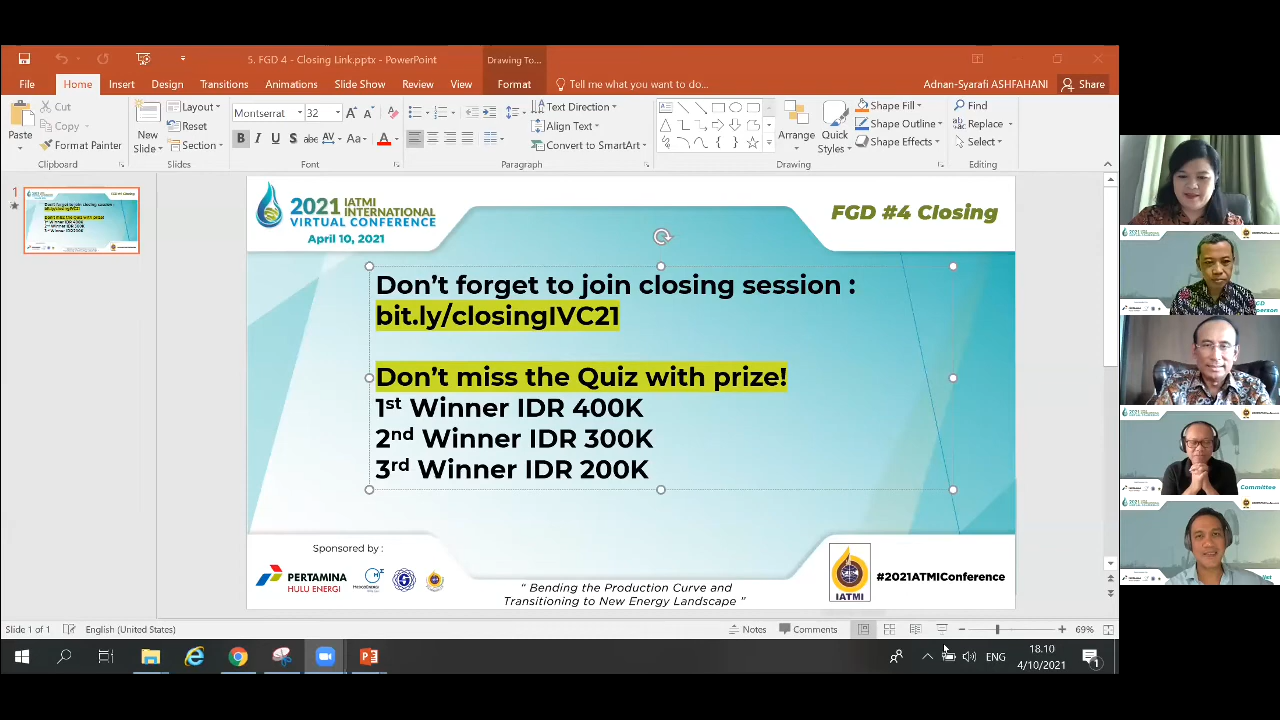 5. FGD 4 - Closing Link.pptx - PowerPoint
Drawing To...
File
Home
Insert
Design
Transitions
Animations
Slide Show
Review
View
Format
Tell me what you want to do...
Adnan-Syarafi ASHFAHANI
Share
Paste
Cut
Copy
Format Painter
Clipboard
New
Slide
Layout
Reset
Section
Slides
Montserrat
32
Font
Paragraph
Text Direction
Align Text
Convert to SmartArt
Arrange
Quick
Styles
Shape Fill
Shape Outline
Shape Effects
Drawing
Find
Replace
Select
Editing
1
2021 IATMI
INTERNATIONAL
VIRTUAL CONFERENCE
April 10, 2021
FGD #4 Closing
Don't forget to join closing session :
bit.ly/closingIVC21
Don't miss the Quiz with prize!
1st Winner IDR 400K
2nd Winner IDR 300K
3rd Winner IDR 200K
Sponsored by :
PERTAMINA
HULU ENERGI
" Bending the Production Curve and
Transitioning to New Energy Landscape "
IATMI
#2021ATMIConference
Slide 1 of 1
English (United States)
Notes
Comments
69%
ENG
18.10
4/10/2021
1
Committee